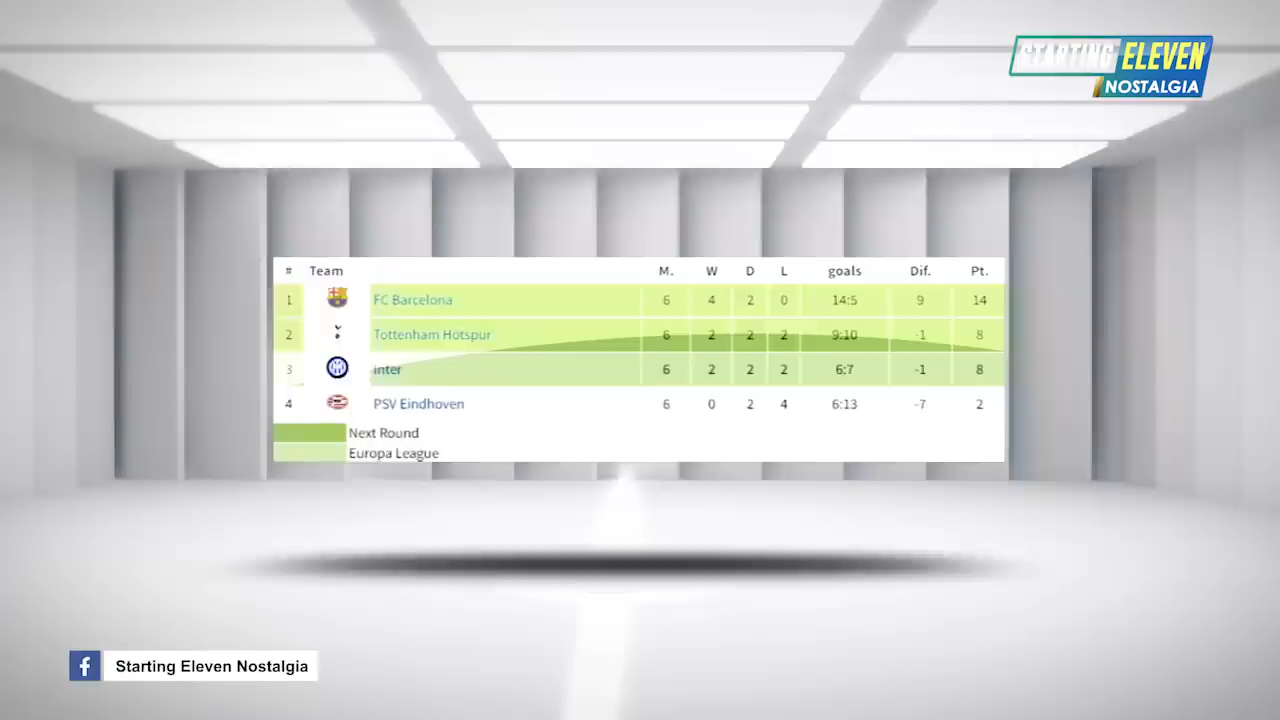 STARTING ELEVEN
NOSTALGIA
# Team M. W D L goals Dif. Pt.
1 FC Barcelona 6 4 2 0 14:5 9 14
2 Tottenham Hotspur 6 2 2 2 9:10 -1 8
3 Inter 6 2 2 2 6:7 -1 8
4 PSV Eindhoven 6 0 2 4 6:13 -7 2
Next Round
Europa League
f Starting Eleven Nostalgia